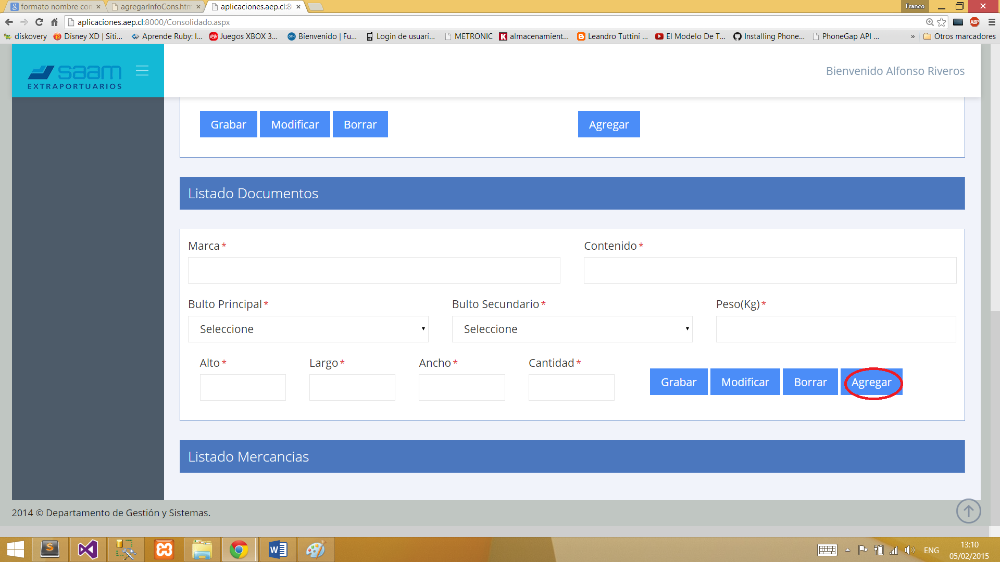 formato nombre con
agregarInfoCons.htm
aplicaciones.aep.cl:8
Franco
aplicaciones.aep.cl:8000/Consolidado.aspx
ABP
diskovery
Disney XD | Siti...
Aprende Ruby: I...
Juegos XBOX 3...
Bienvenido | Fu...
Login de usuari...
METRONIC
almacenamient...
Leandro Tuttini ...
El Modelo De T...
Installing Phone...
PhoneGap API ...
»
Otros marcadores
saam
EXTRAPORTUARIOS
Bienvenido Alfonso Riveros
Grabar Modificar Borrar Agregar
Listado Documentos
Marca * Contenido *
Bulto Principal * Bulto Secundario * Peso(Kg) *
Seleccione Seleccione
Alto * Largo * Ancho * Cantidad *
Grabar Modificar Borrar Agregar
Listado Mercancias
2014 © Departamento de Gestión y Sistemas.
ENG
13:10
05/02/2015